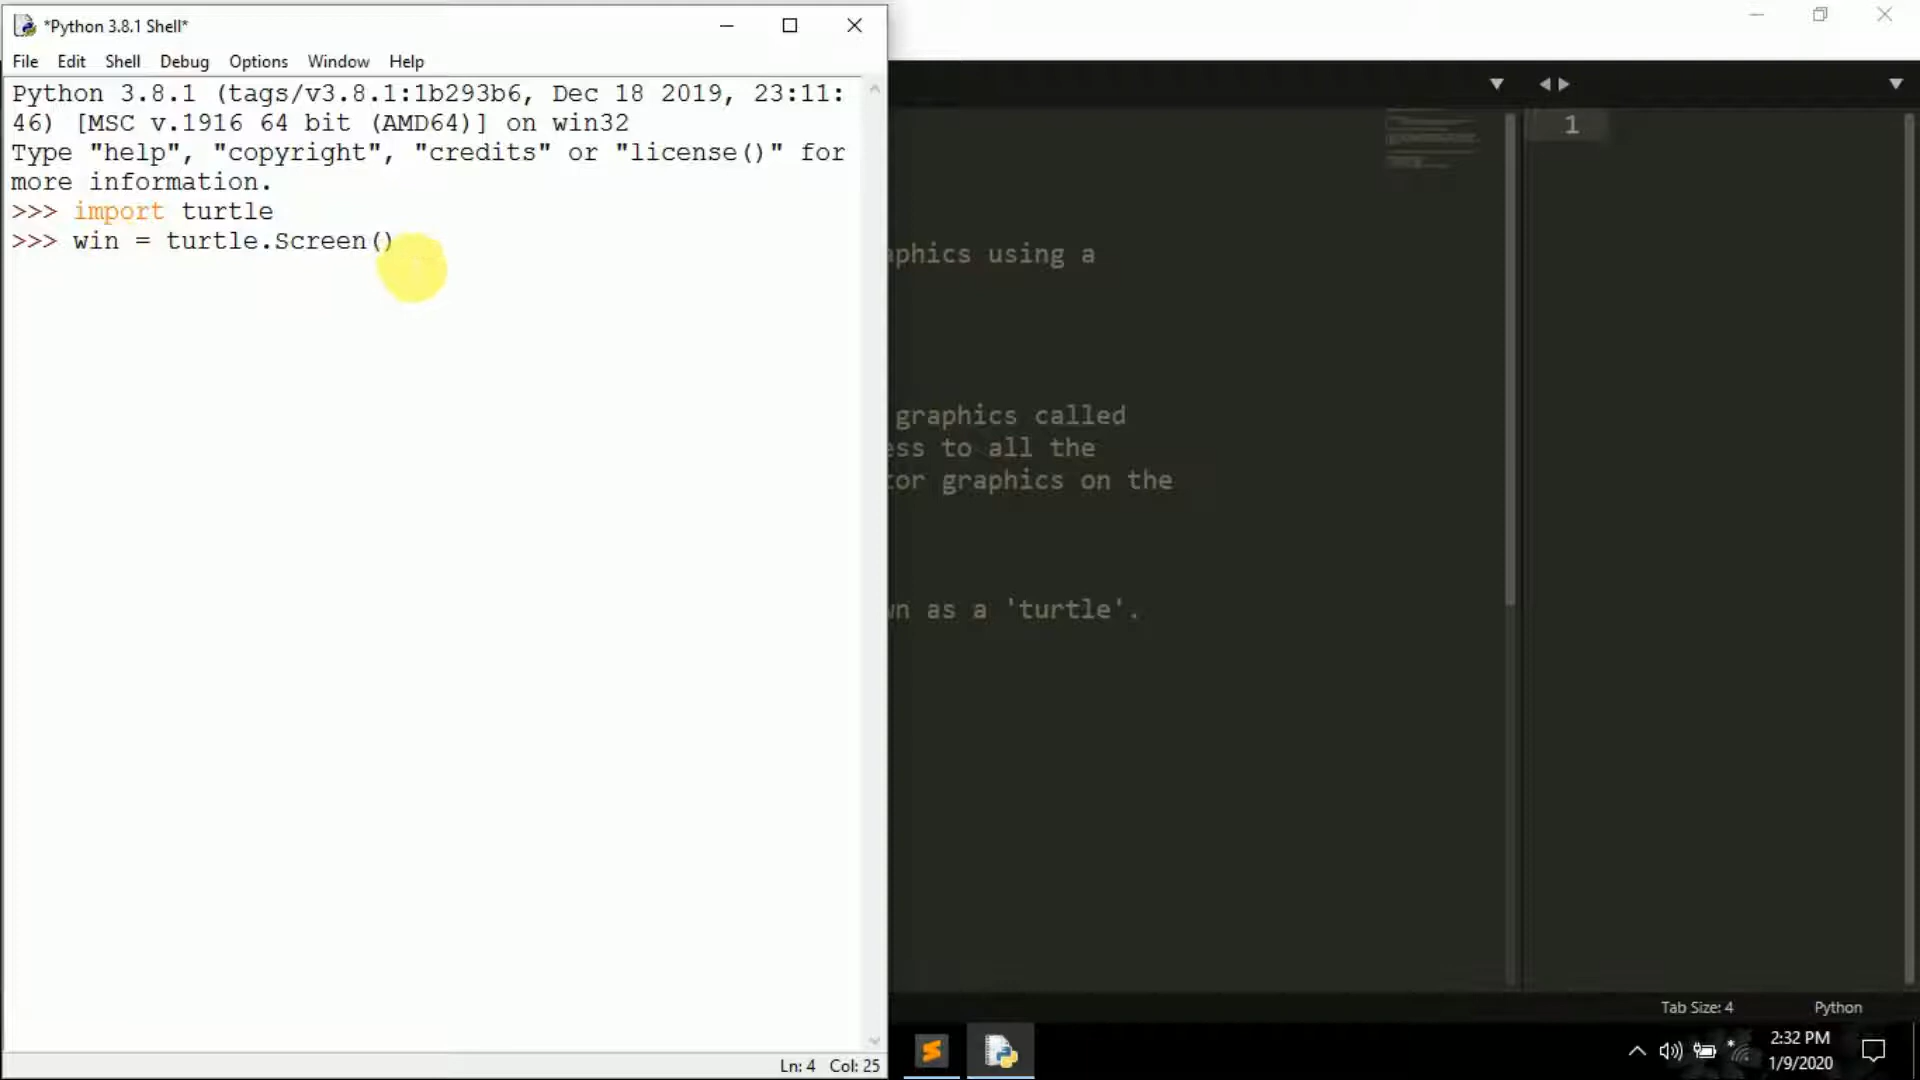 *Python 3.8.1 Shell*
File Edit Shell Debug Options Window Help
Python 3.8.1 (tags/v3.8.1:1b293b6, Dec 18 2019, 23:11:
46) [MSC v.1916 64 bit (AMD64)] on win32
Type "help", "copyright", "credits" or "license()" for
more information.
>>> import turtle
>>> win = turtle.Screen()
Ln: 4 Col: 25
using a
graphics called
to all the
graphics on the
as a 'turtle'.
1
Tab Size: 4 Python
2:32 PM
1/9/2020